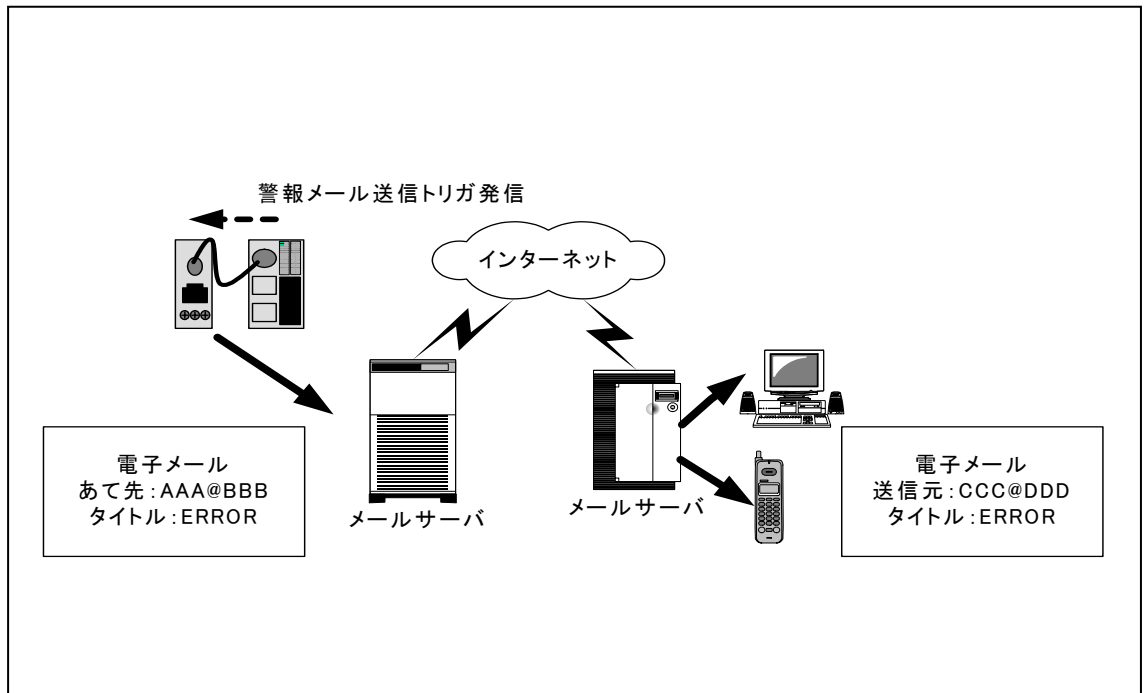 警報メール送信トリガ発信
インターネット
電子メール
あて先:AAA@BBB
タイトル:ERROR
メールサーバ
メールサーバ
電子メール
送信元:CCC@DDD
タイトル:ERROR